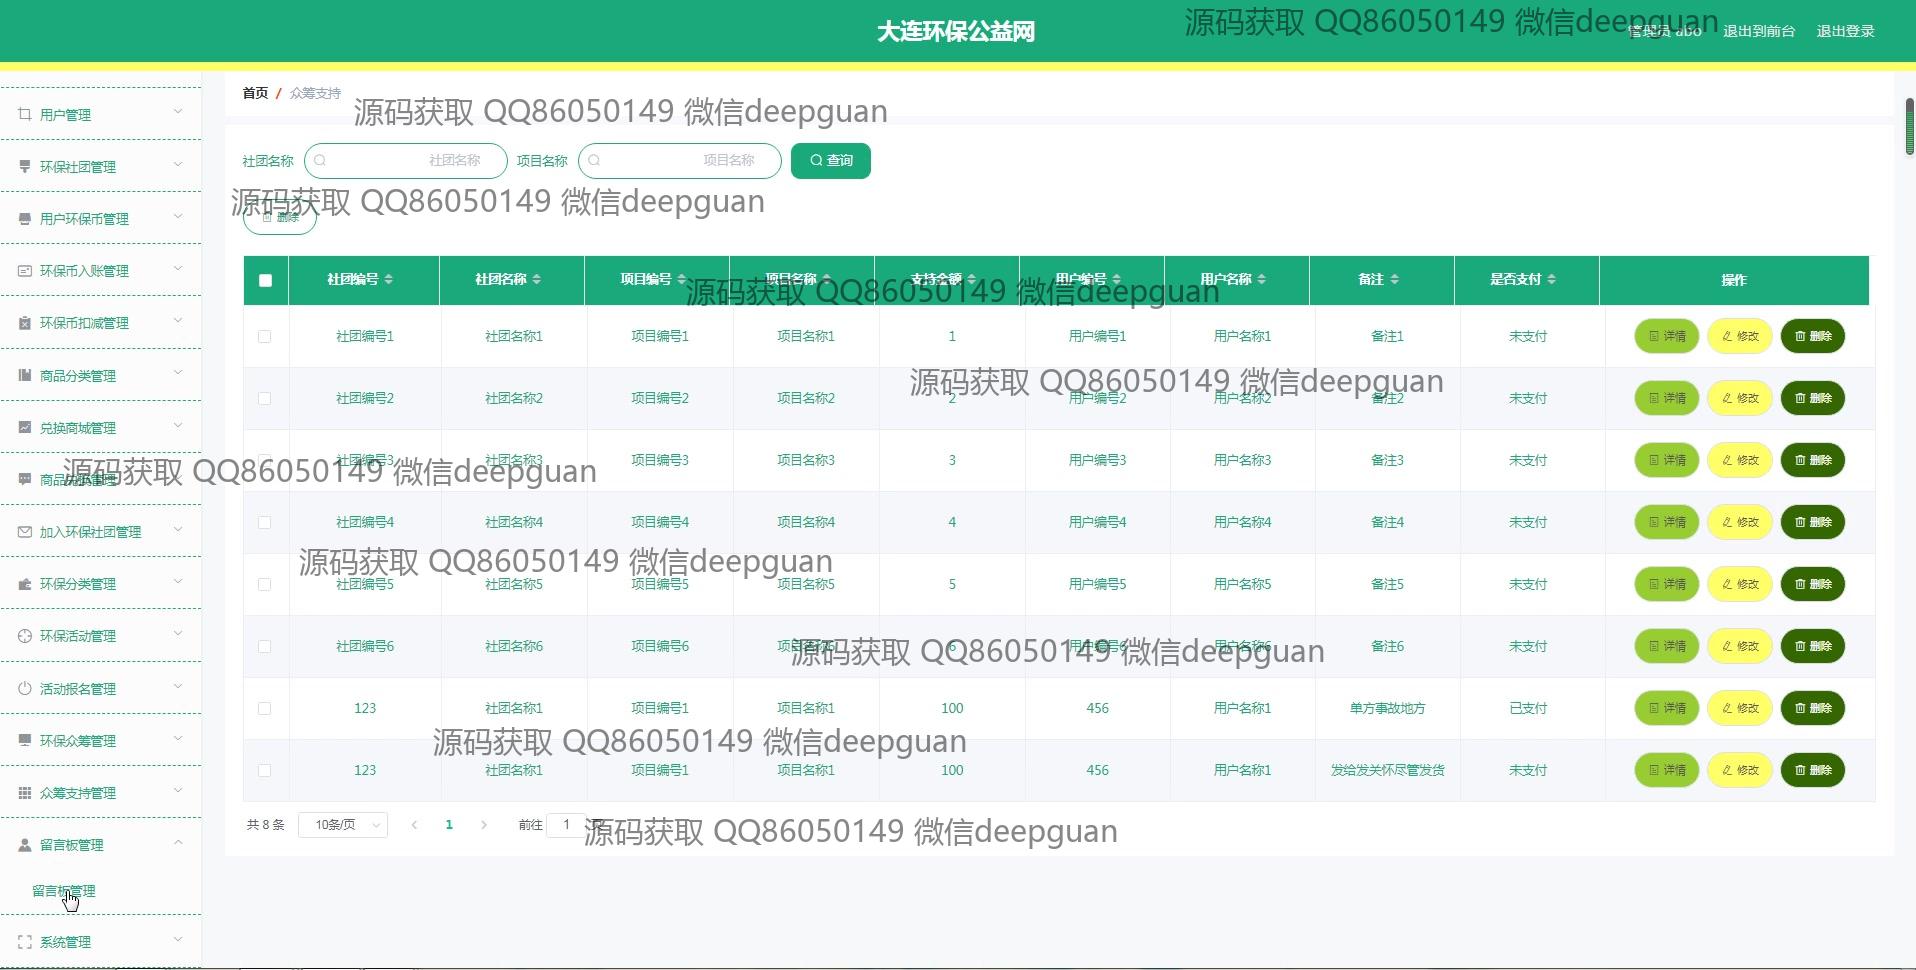 大连环保公益网
源码获取 QQ86050149 微信deepguan
管理员 abo 退出到前台 退出登录
首页 / 众筹支持
源码获取 QQ86050149 微信deepguan
社团名称 社团名称 项目名称 项目名称 查询
源码获取 QQ86050149 微信deepguan
删除
用户管理
环保社团管理
用户环保币管理
环保币入账管理
环保币扣减管理
商品分类管理
兑换商城管理
商品兑换管理
加入环保社团管理
环保分类管理
环保活动管理
活动报名管理
环保众筹管理
众筹支持管理
留言板管理
留言板管理
系统管理
社团编号 社团名称 项目编号 项目名称 支持金额 用户编号 用户名称 备注 是否支付 操作
源码获取 QQ86050149 微信deepguan
社团编号1 社团名称1 项目编号1 项目名称1 1 用户编号1 用户名称1 备注1 未支付 详情 修改 删除
源码获取 QQ86050149 微信deepguan
社团编号2 社团名称2 项目编号2 项目名称2 2 用户编号2 用户名称2 备注2 未支付 详情 修改 删除
社团编号3 社团名称3 项目编号3 项目名称3 3 用户编号3 用户名称3 备注3 未支付 详情 修改 删除
源码获取 QQ86050149 微信deepguan
社团编号4 社团名称4 项目编号4 项目名称4 4 用户编号4 用户名称4 备注4 未支付 详情 修改 删除
源码获取 QQ86050149 微信deepguan
社团编号5 社团名称5 项目编号5 项目名称5 5 用户编号5 用户名称5 备注5 未支付 详情 修改 删除
社团编号6 社团名称6 项目编号6 项目名称6 6 用户编号6 用户名称6 备注6 未支付 详情 修改 删除
源码获取 QQ86050149 微信deepguan
123 社团名称1 项目编号1 项目名称1 100 456 用户名称1 单方事故地方 已支付 详情 修改 删除
源码获取 QQ86050149 微信deepguan
123 社团名称1 项目编号1 项目名称1 100 456 用户名称1 发给发关怀尽管发货 未支付 详情 修改 删除
共 8 条 10条/页 1 前往 1 页
源码获取 QQ86050149 微信deepguan